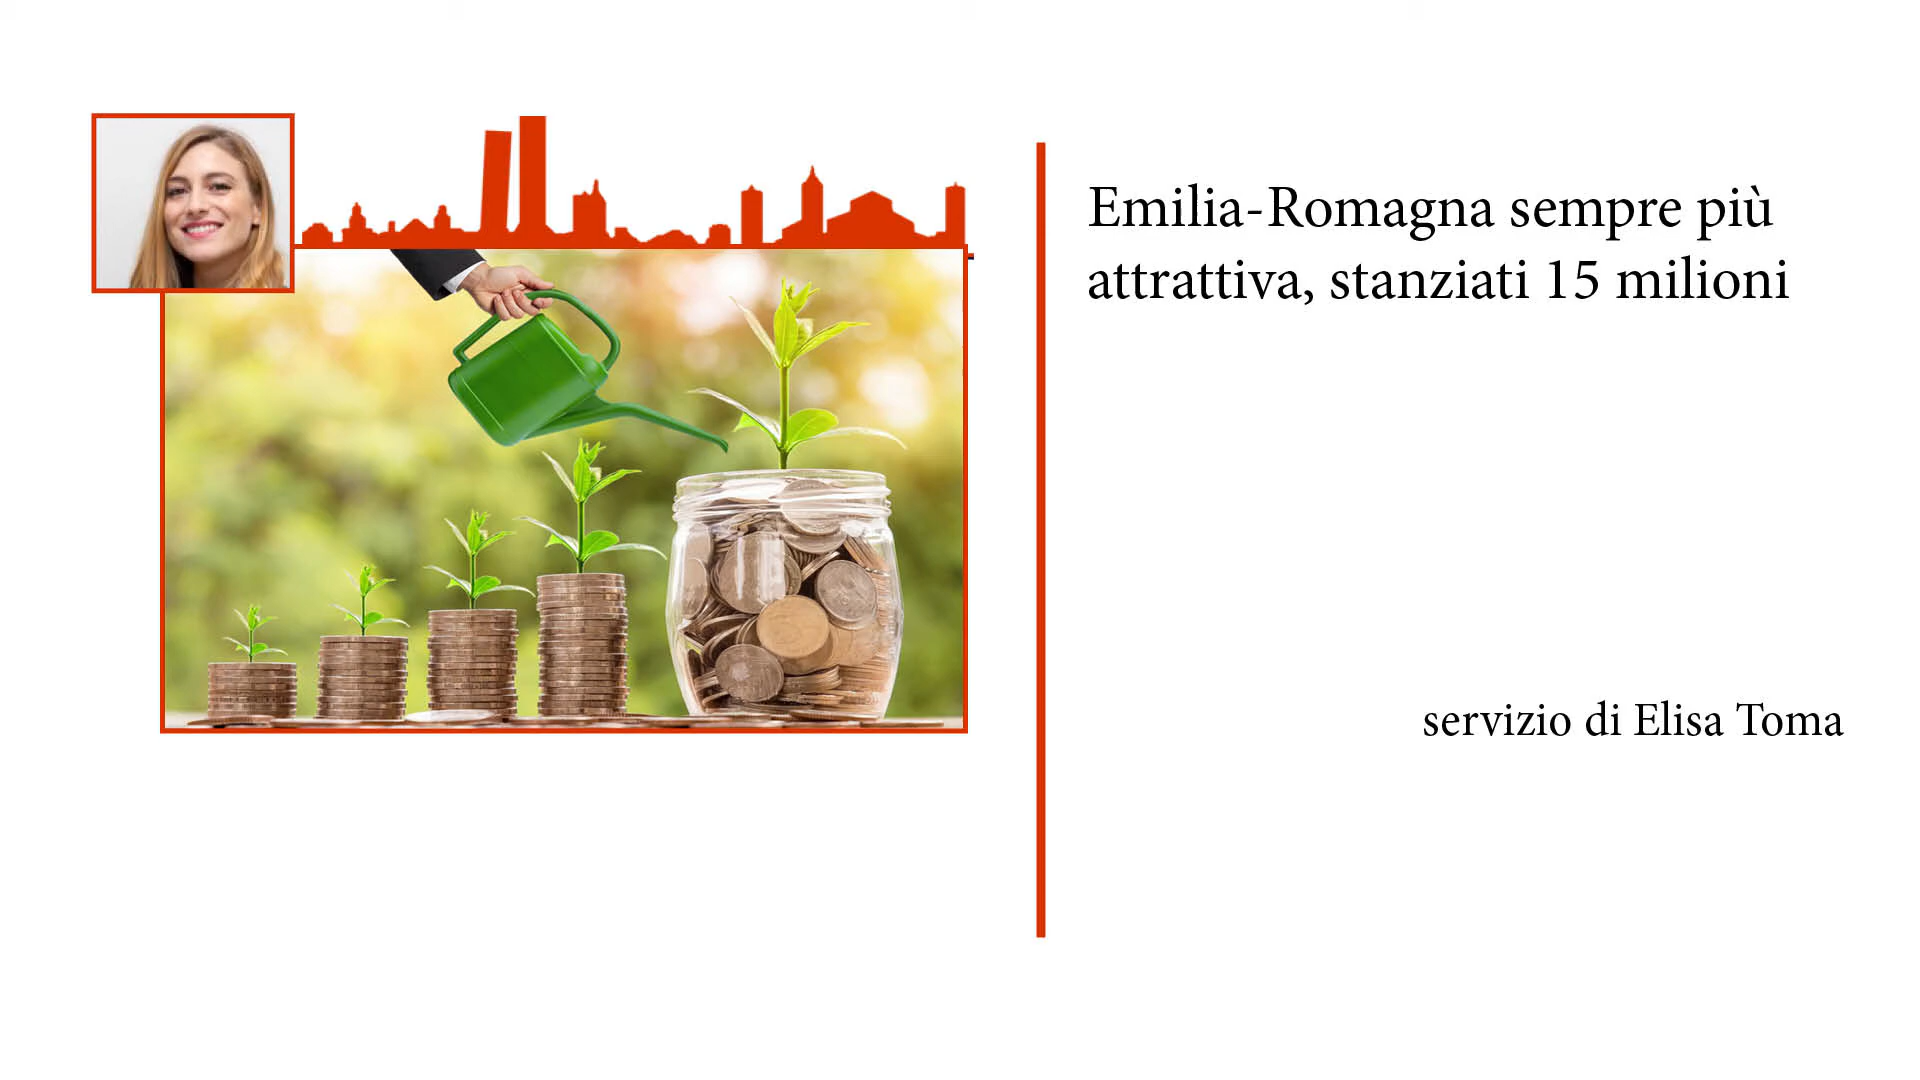 Emilia-Romagna sempre più
attrattiva, stanziati 15 milioni
servizio di Elisa Toma